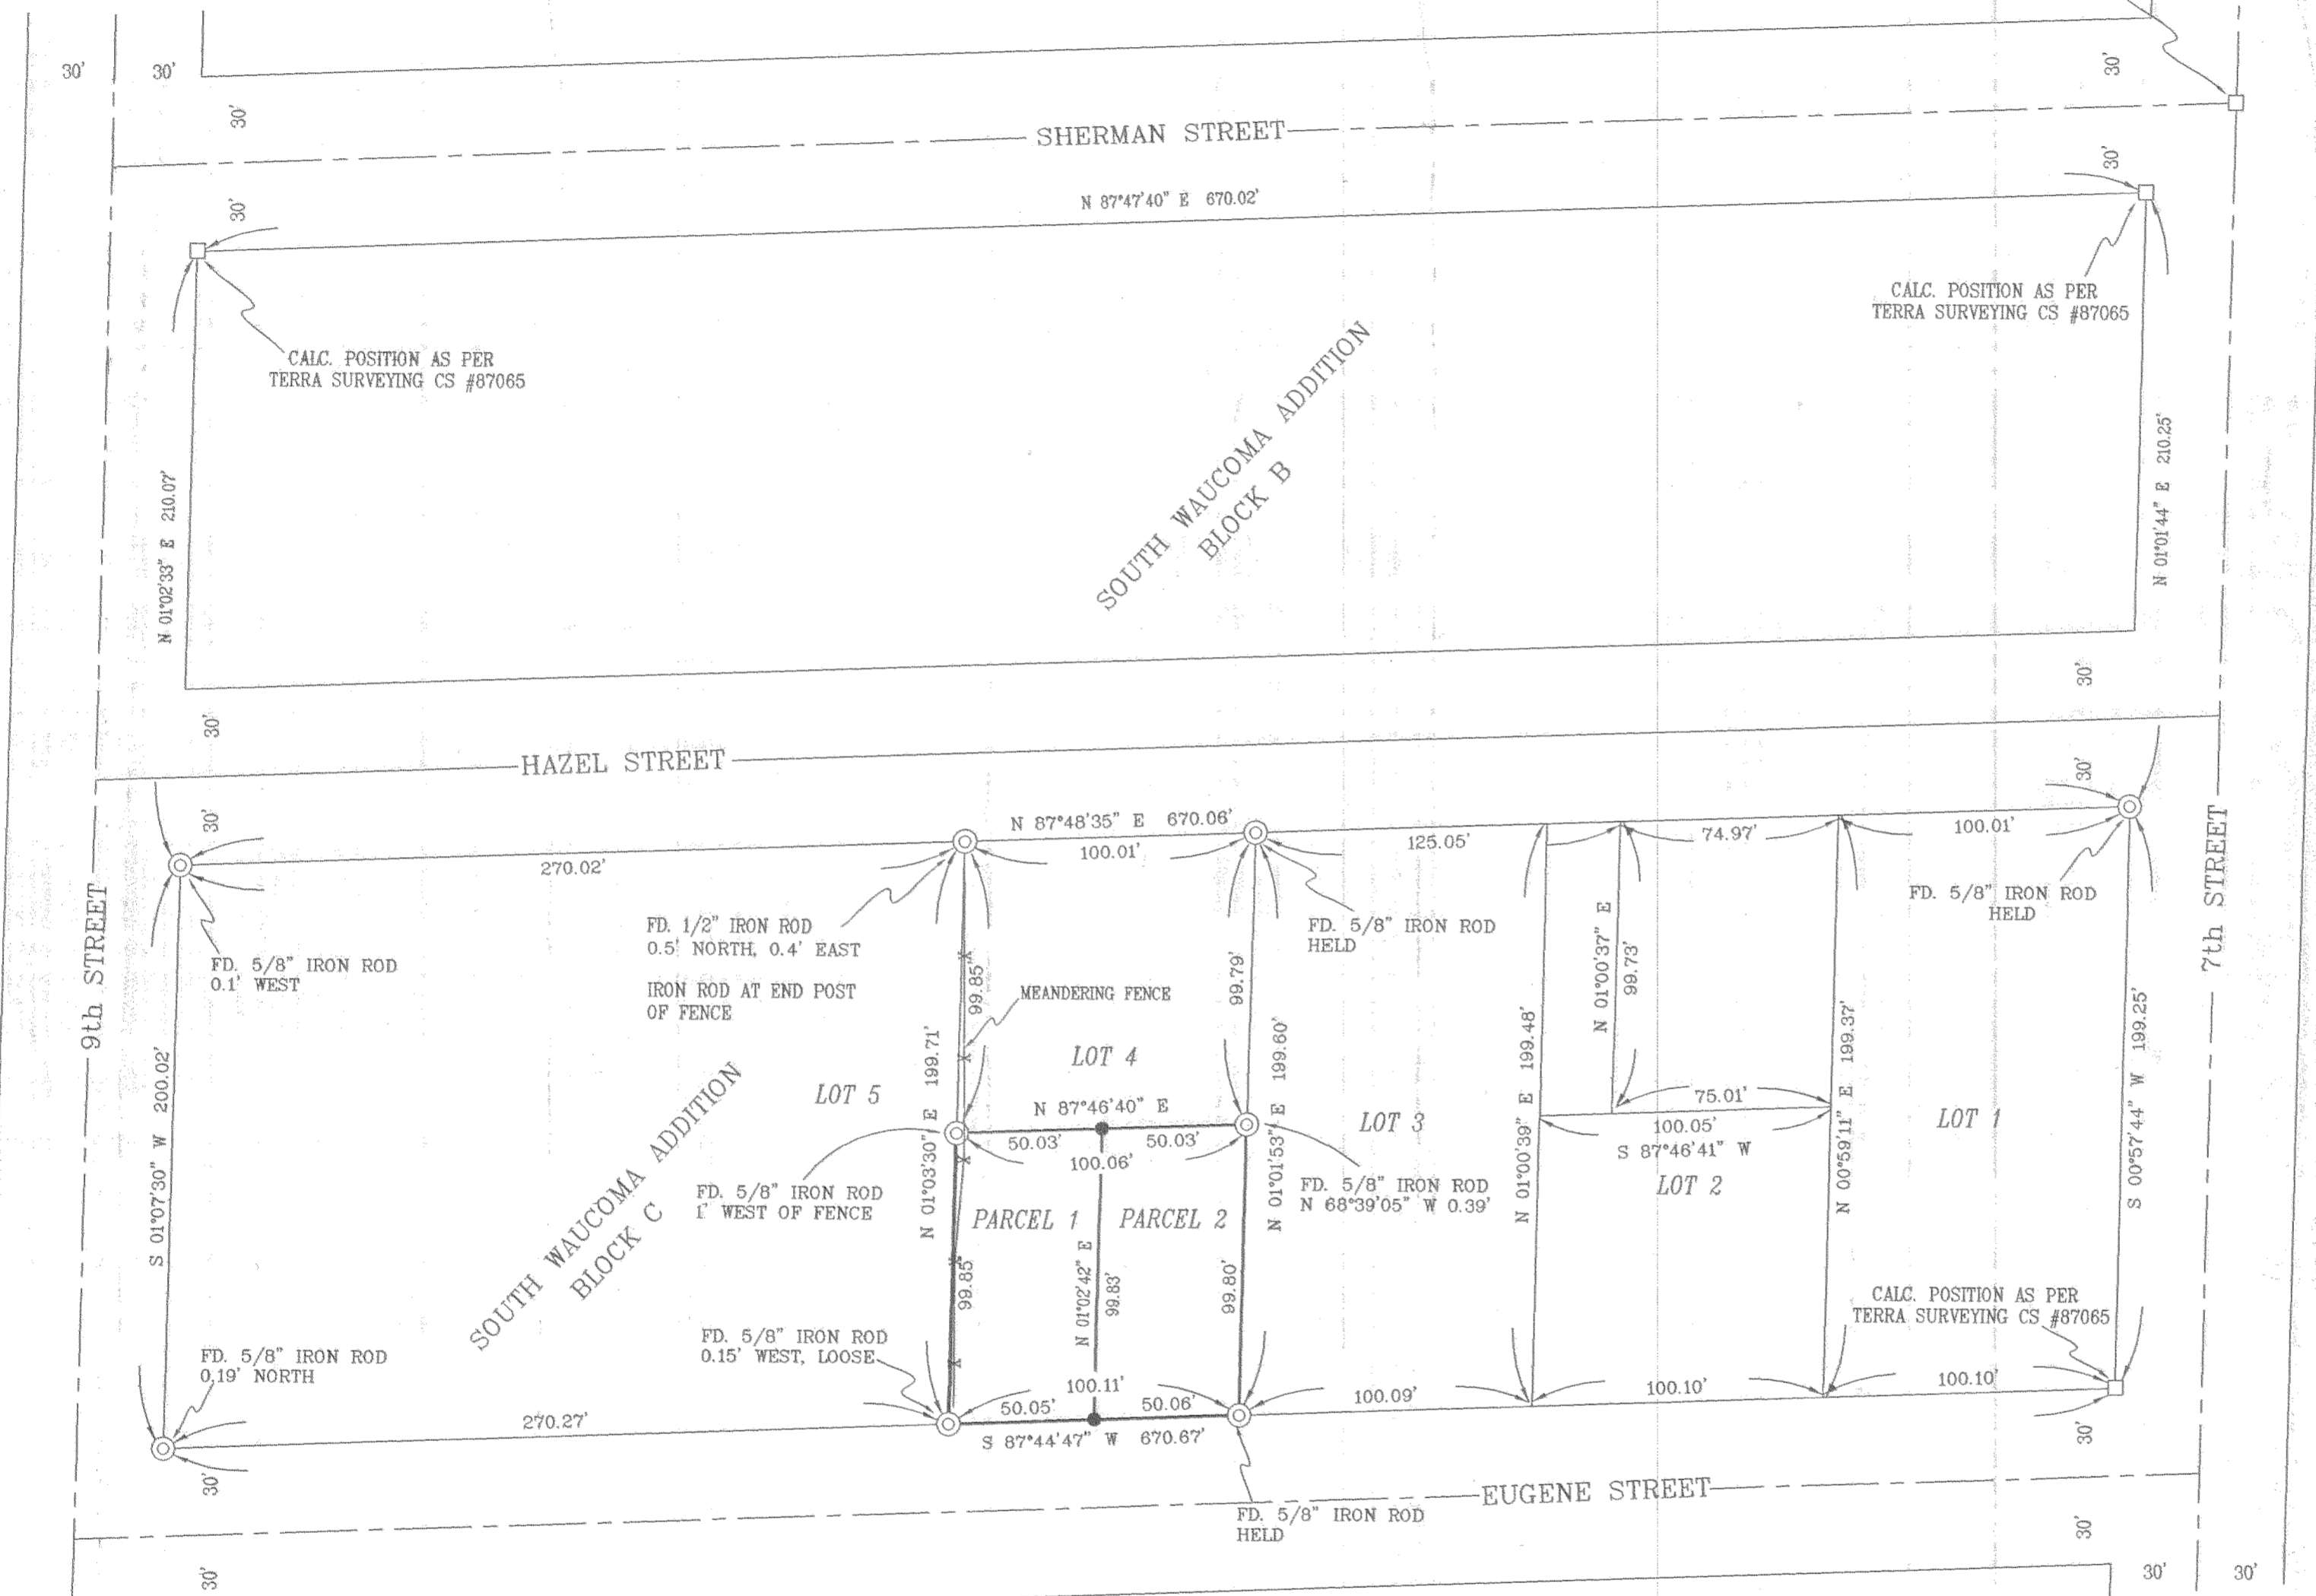 30' 30' 30'
30'
SHERMAN STREET
30'
N 87°47'40" E 670.02'
30'
CALC. POSITION AS PER
TERRA SURVEYING CS #87065
CALC. POSITION AS PER
TERRA SURVEYING CS #87065
SOUTH WAUCOMA ADDITION
BLOCK B
N 01°02'33" E 210.07'
N 01°01'44" E 210.25'
30'
30'
HAZEL STREET
30'
30'
N 87°48'35" E 670.06'
270.02'
100.01'
125.05'
74.97'
100.01'
9th STREET
7th STREET
FD. 5/8" IRON ROD
0.1' WEST
FD. 1/2" IRON ROD
0.5' NORTH, 0.4' EAST
IRON ROD AT END POST
OF FENCE
FD. 5/8" IRON ROD
HELD
FD. 5/8" IRON ROD
HELD
MEANDERING FENCE
99.85'
99.79'
N 01°00'37" E
99.73'
LOT 5
LOT 4
LOT 3
LOT 2
LOT 1
S 01°07'30" W 200.02'
N 01°03'30" E 199.71'
N 01°01'53" E 199.60'
N 01°00'39" E 199.48'
N 00°59'11" E 199.37'
S 00°57'44" W 199.25'
N 87°46'40" E
50.03' 50.03'
100.06'
75.01'
100.05'
S 87°46'41" W
SOUTH WAUCOMA ADDITION
BLOCK C
FD. 5/8" IRON ROD
1' WEST OF FENCE
FD. 5/8" IRON ROD
N 68°39'05" W 0.39'
PARCEL 1
PARCEL 2
99.85'
N 01°02'42" E
99.83'
99.80'
FD. 5/8" IRON ROD
0.15' WEST, LOOSE
FD. 5/8" IRON ROD
0.19' NORTH
CALC. POSITION AS PER
TERRA SURVEYING CS #87065
270.27'
100.11'
50.05' 50.06'
100.09'
100.10'
100.10'
S 87°44'47" W 670.67'
30'
30'
EUGENE STREET
FD. 5/8" IRON ROD
HELD
30'
30'
30' 30'